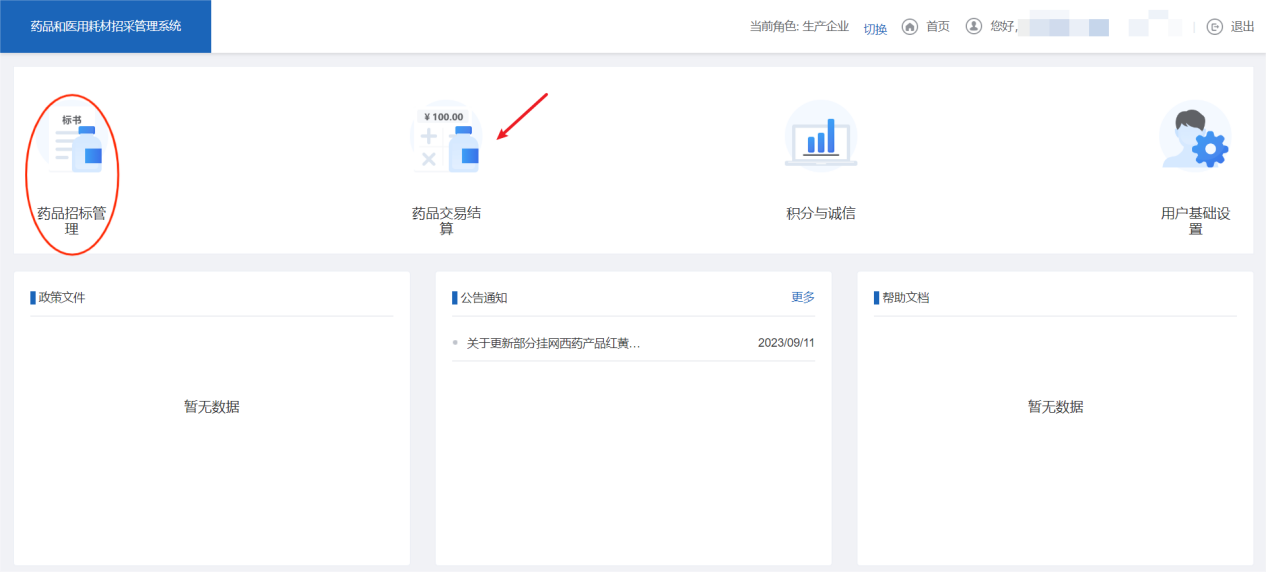 药品和医用耗材招采管理系统
当前角色: 生产企业 切换 首页 您好, 退出
标书
¥ 100.00
药品招标管
理
药品交易结
算
积分与诚信
用户基础设
置
政策文件
暂无数据
公告通知 更多
关于更新部分挂网西药产品红黄… 2023/09/11
帮助文档
暂无数据